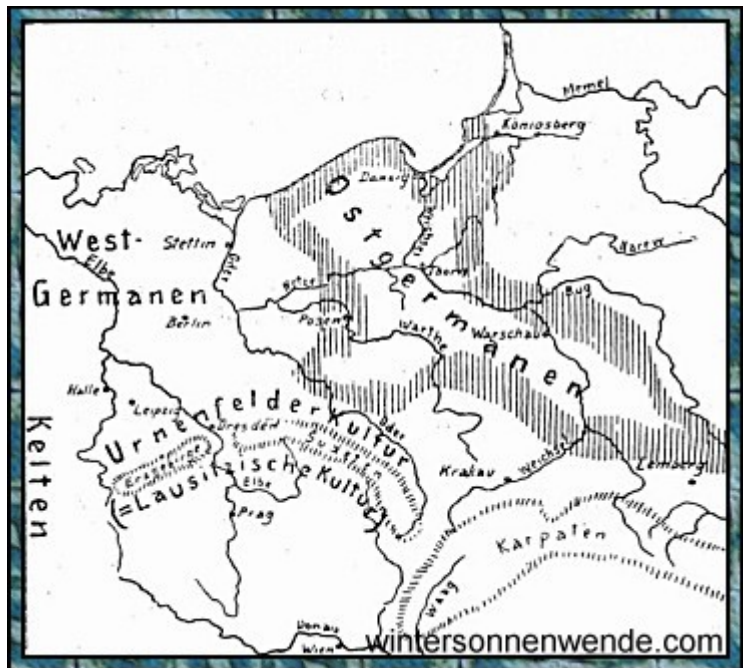 Memel
Königsberg
Danzig
Ostgermanen
West-
Germanen
Stettin
Oder
Elbe
Netze
Thorn
Narew
Bug
Berlin
Posen
Warthe
Warschau
Halle
Leipzig
Dresden
Urnenfelderkultur
Erzgebirge
Sudeten
Oder
Elbe
(=Lausitzische Kultur)
Kelten
Prag
Krakau
Weichsel
Lemberg
Karpaten
Waag
Donau
Wien
wintersonnenwende.com